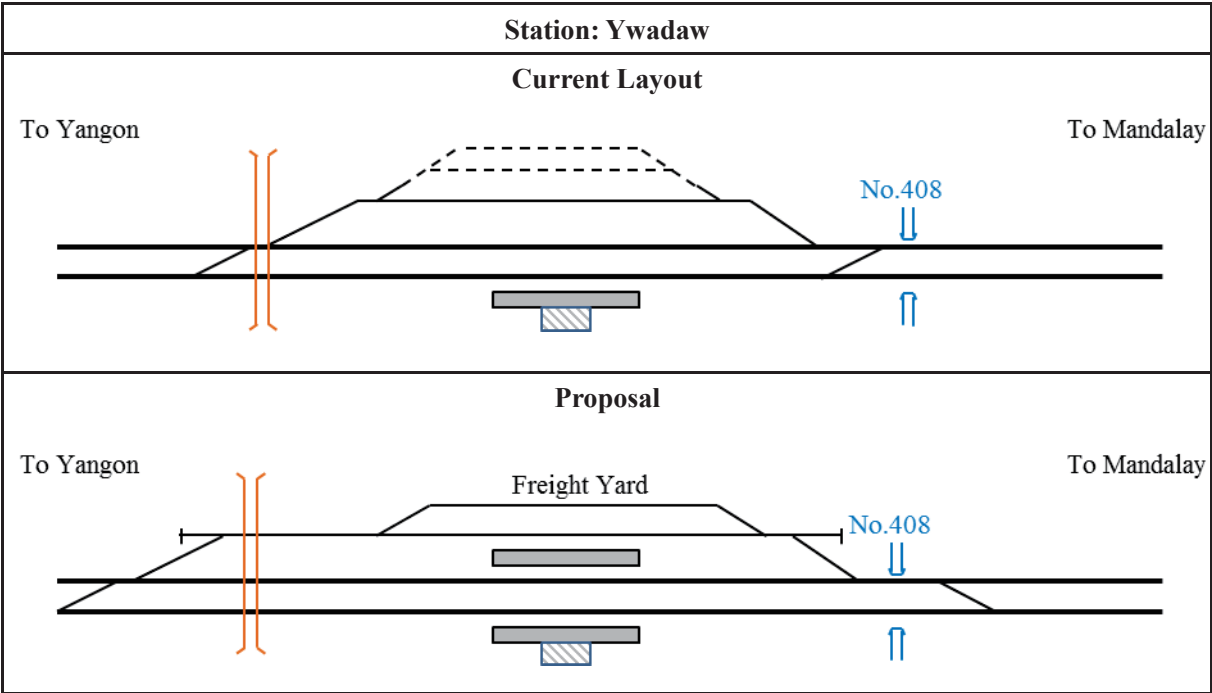 Station: Ywadaw
Current Layout
To Yangon
To Mandalay
No.408
Proposal
To Yangon
To Mandalay
Freight Yard
No.408